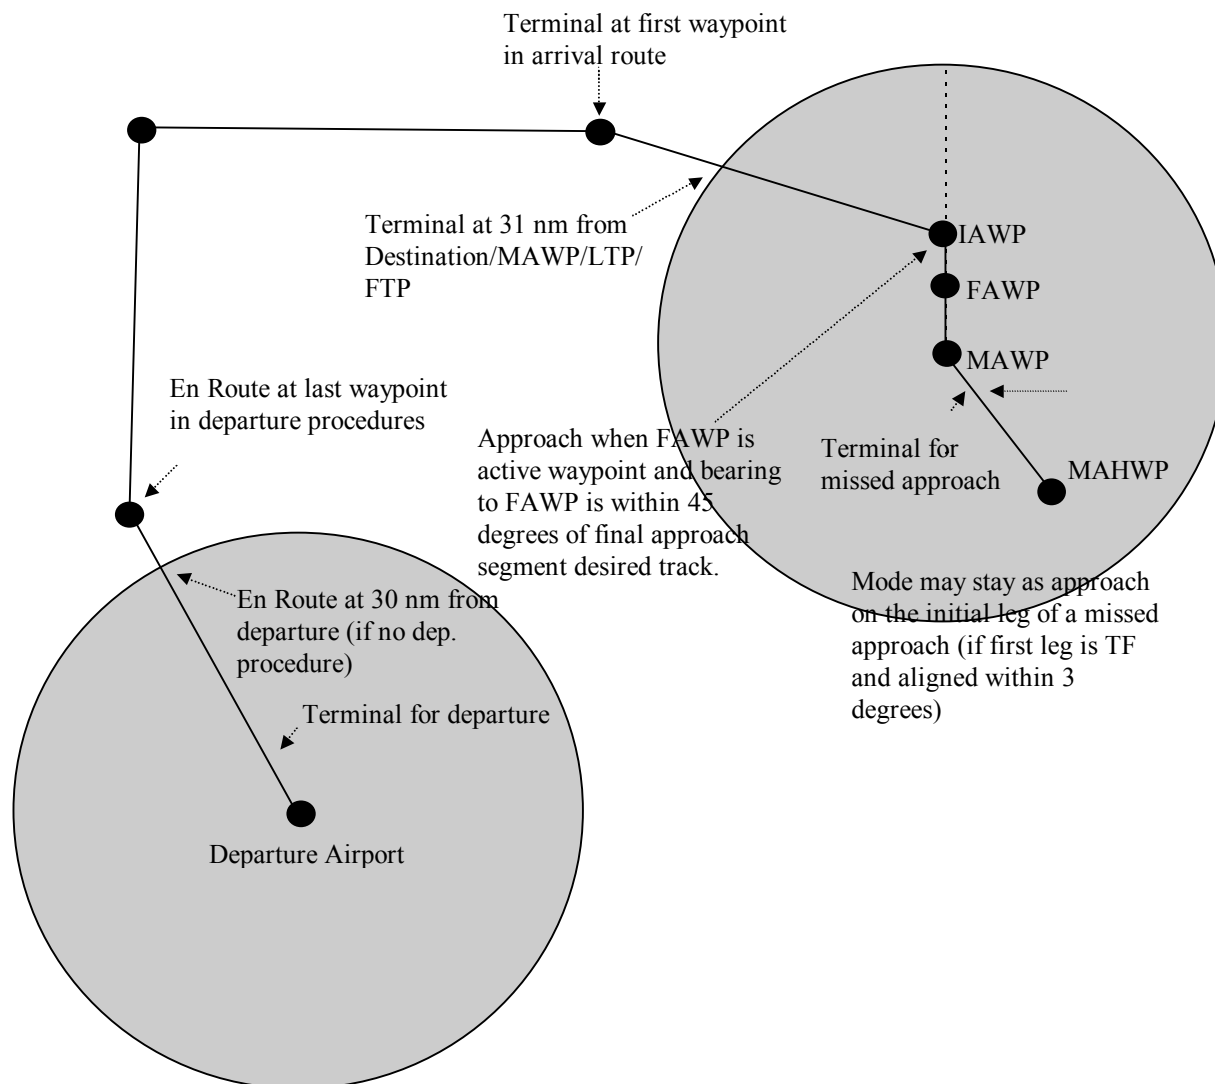 Terminal at first waypoint
in arrival route
Terminal at 31 nm from
Destination/MAWP/LTP/
FTP
IAWP
FAWP
MAWP
En Route at last waypoint
in departure procedures
Approach when FAWP is
active waypoint and bearing
to FAWP is within 45
degrees of final approach
segment desired track.
Terminal for
missed approach
MAHWP
Mode may stay as approach
on the initial leg of a missed
approach (if first leg is TF
and aligned within 3
degrees)
En Route at 30 nm from
departure (if no dep.
procedure)
Terminal for departure
Departure Airport